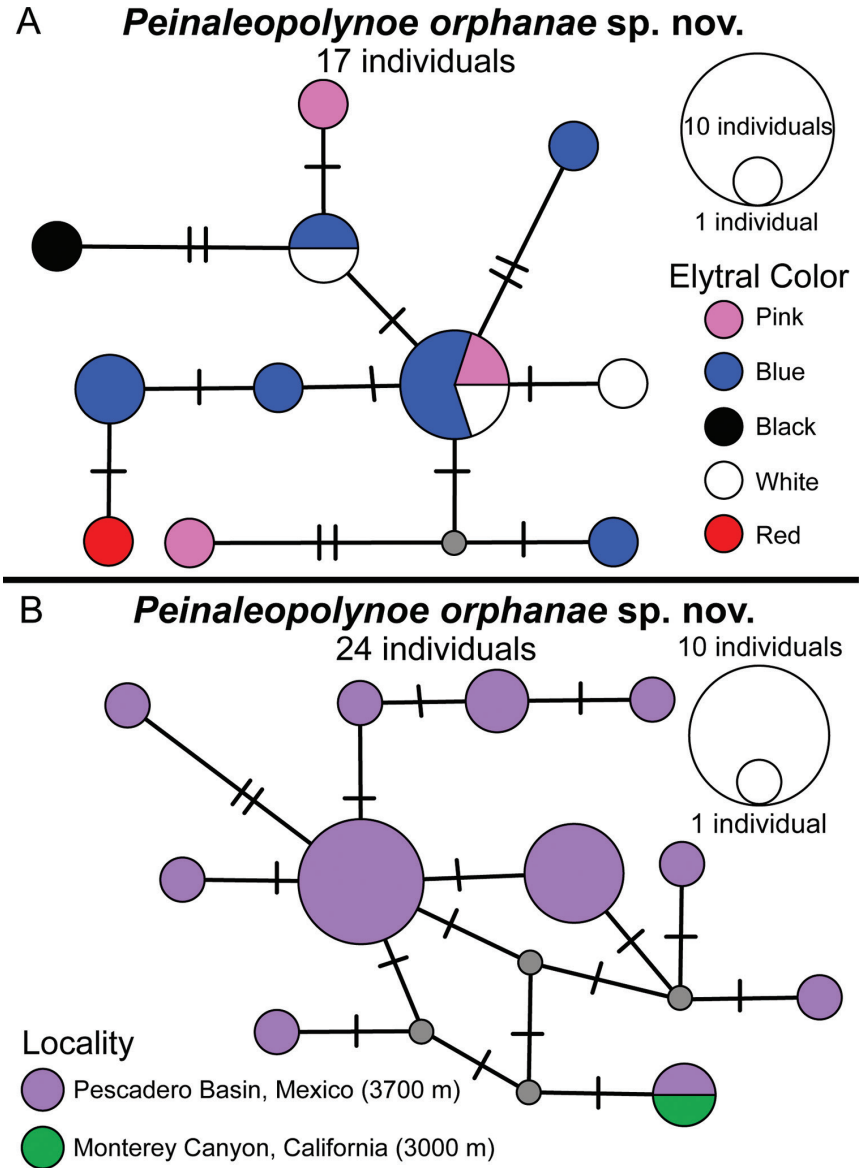 A
Peinaleopolynoe orphanae sp. nov.
17 individuals
10 individuals
1 individual
Elytral Color
Pink
Blue
Black
White
Red
B
Peinaleopolynoe orphanae sp. nov.
24 individuals
10 individuals
1 individual
Locality
Pescadero Basin, Mexico (3700 m)
Monterey Canyon, California (3000 m)